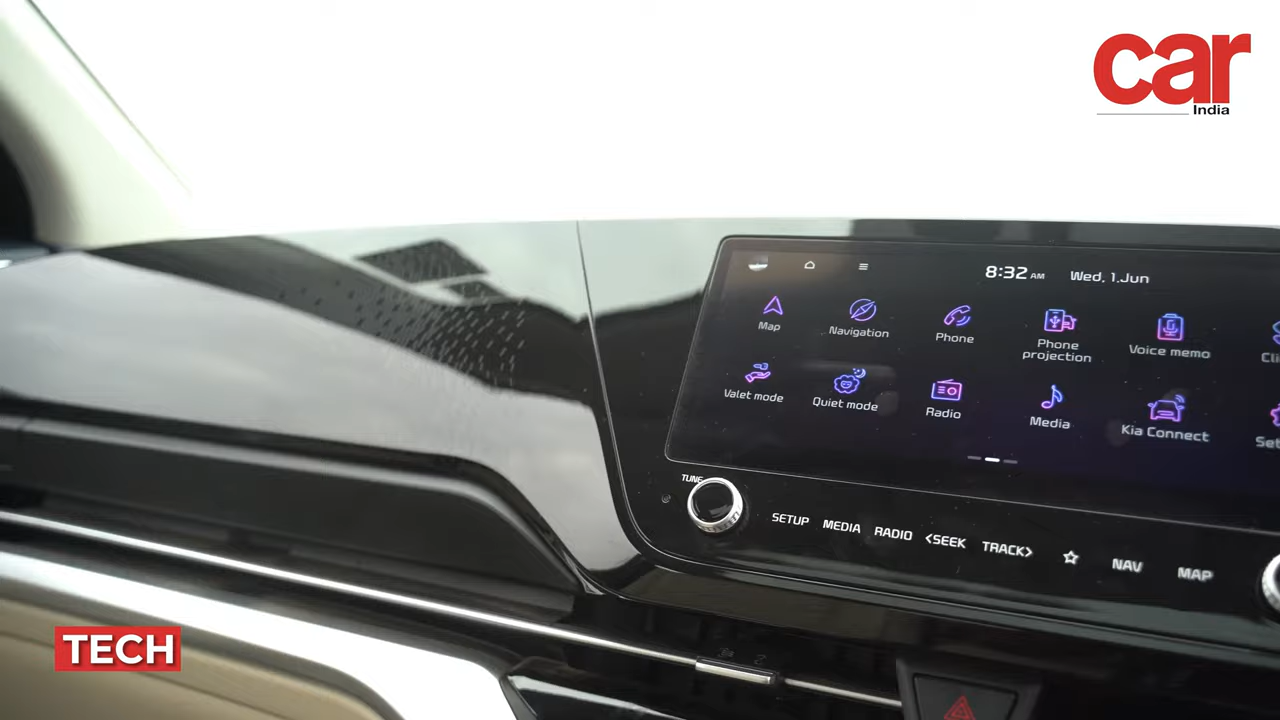 car
India
8:32 AM Wed, 1.Jun
Map
Navigation
Phone
Phone
projection
Voice memo
Valet mode
Quiet mode
Radio
Media
Kia Connect
TUNE
SETUP MEDIA RADIO <SEEK TRACK> NAV MAP
TECH